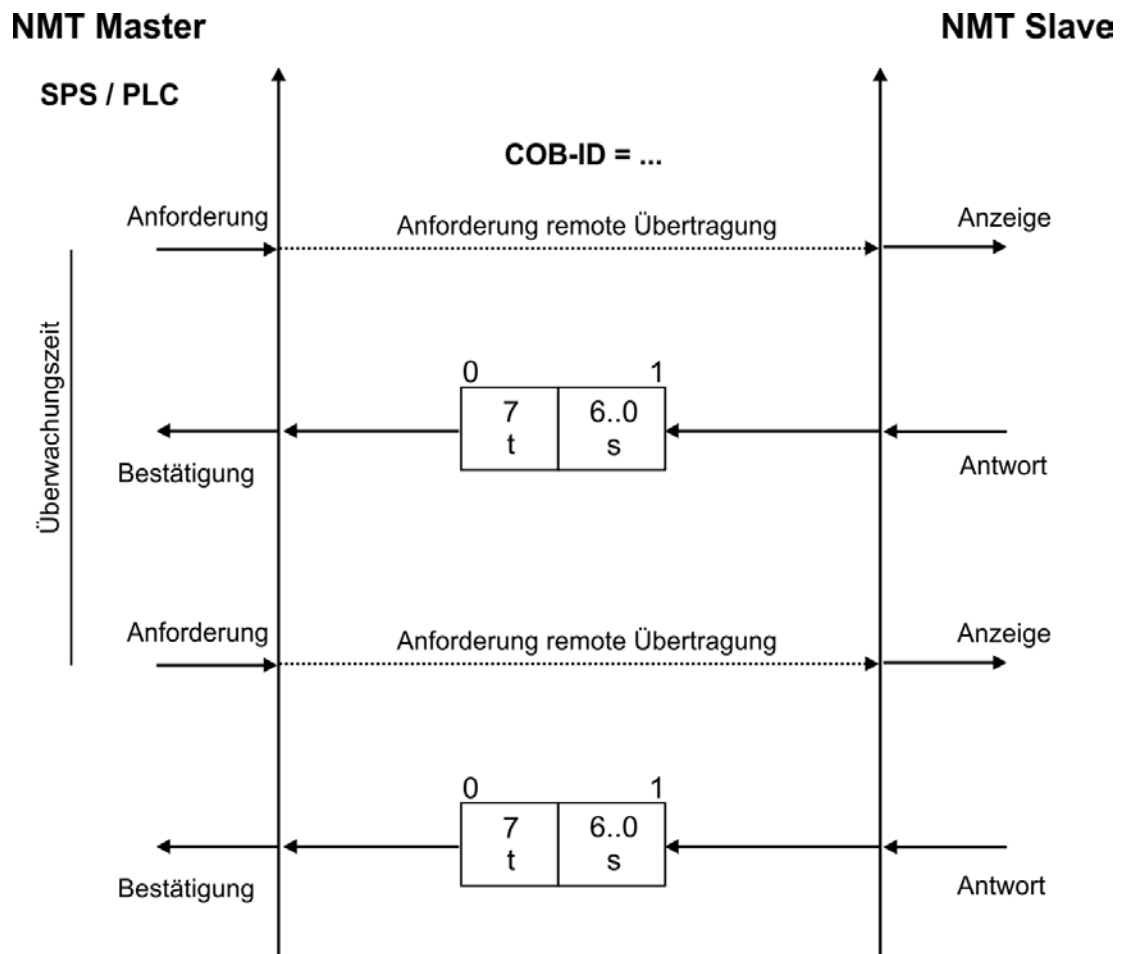 NMT Master
NMT Slave
SPS / PLC
COB-ID = ...
Anforderung
Anforderung remote Übertragung
Anzeige
Überwachungszeit
0 1
7 6..0
t s
Bestätigung
Antwort
Anforderung
Anforderung remote Übertragung
Anzeige
0 1
7 6..0
t s
Bestätigung
Antwort